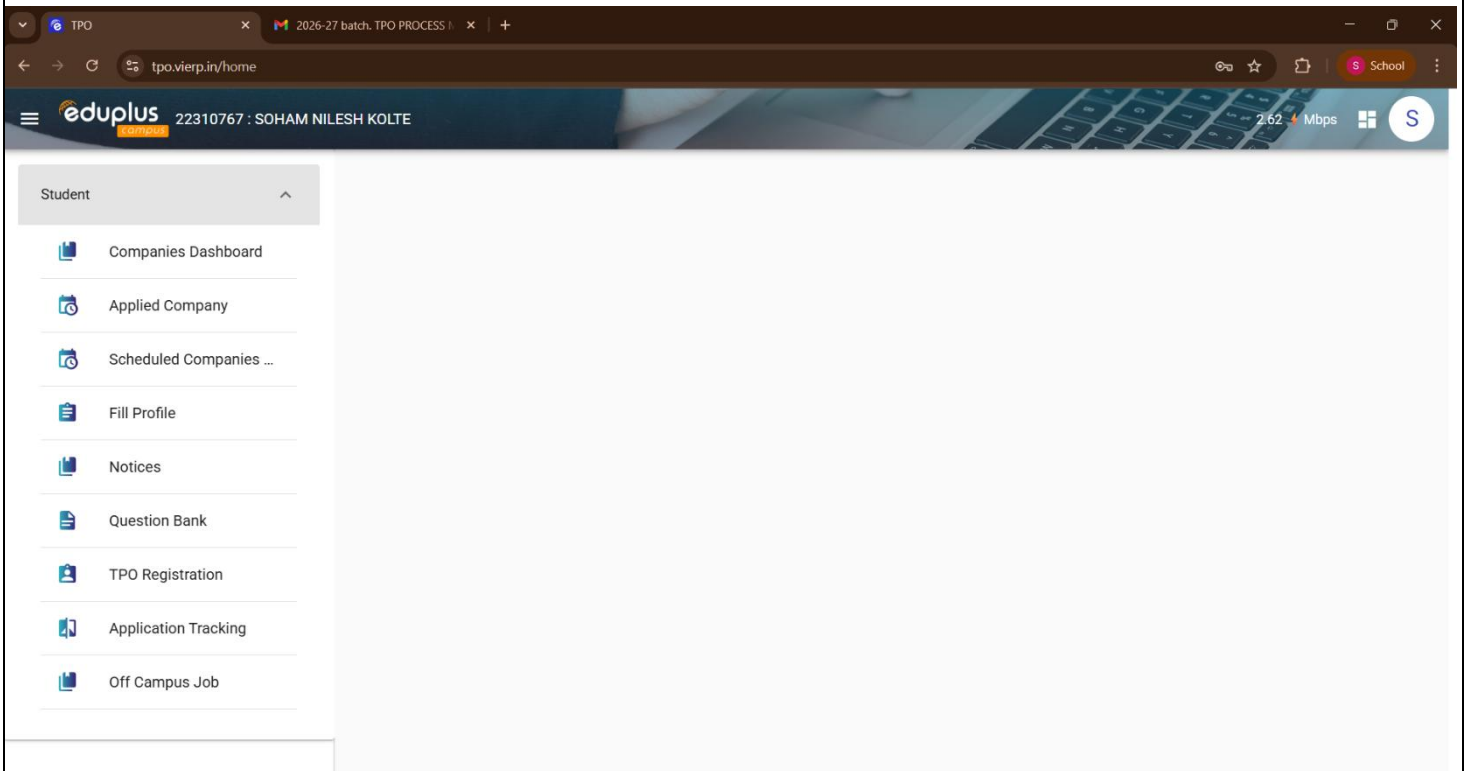 TPO
2026-27 batch. TPO PROCESS
tpo.vierp.in/home
S School
eduplus
campus
22310767 : SOHAM NILESH KOLTE
2.62 Mbps
S
Student
Companies Dashboard
Applied Company
Scheduled Companies ...
Fill Profile
Notices
Question Bank
TPO Registration
Application Tracking
Off Campus Job